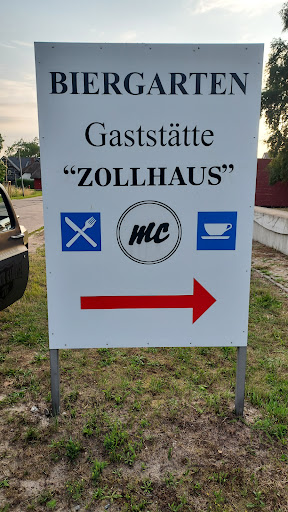 BIERGARTEN
Gaststätte
“ZOLLHAUS”
mc